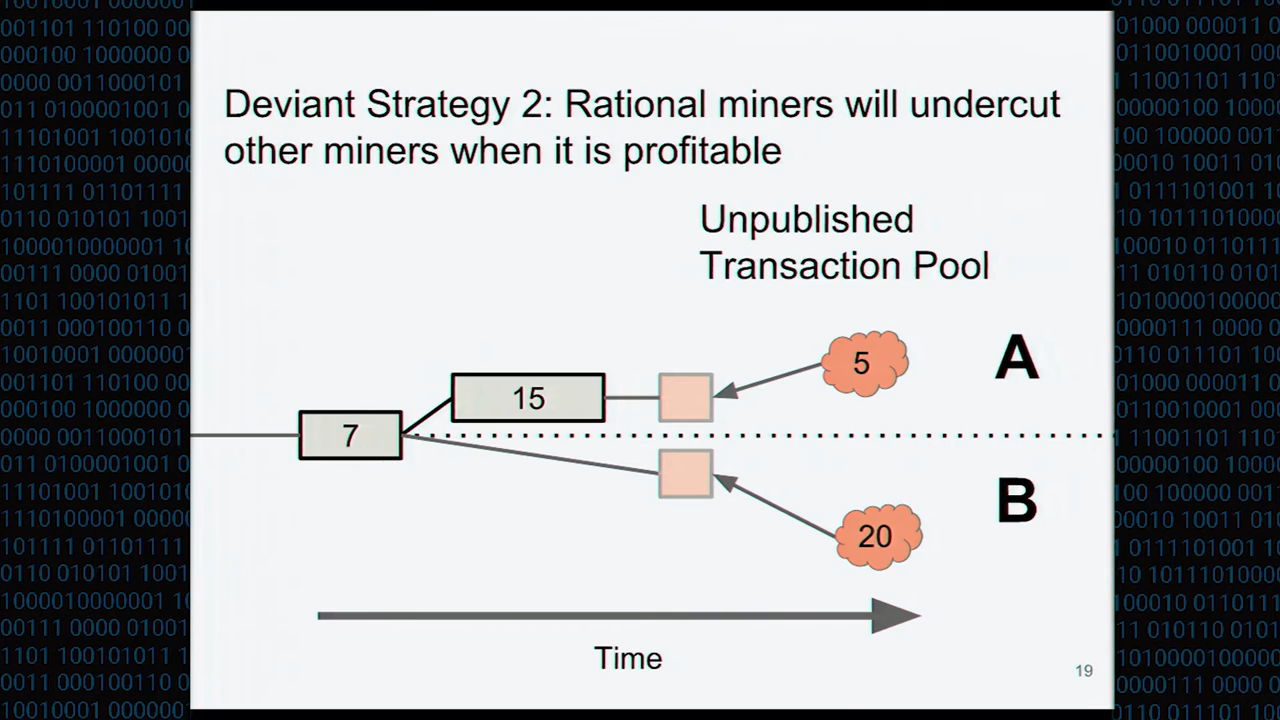 Deviant Strategy 2: Rational miners will undercut
other miners when it is profitable
Unpublished
Transaction Pool
5
A
15
7
B
20
Time
19